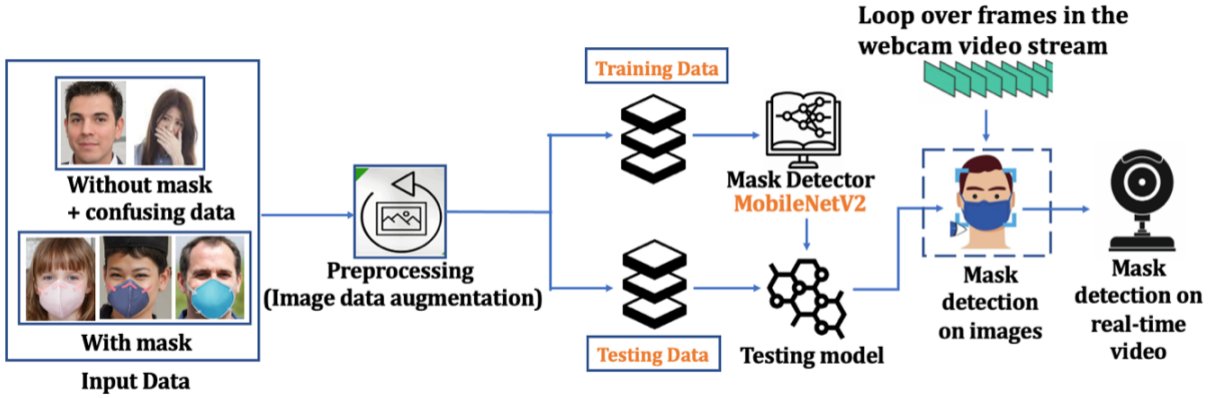 Without mask
+ confusing data
With mask
Input Data
Preprocessing
(Image data augmentation)
Training Data
Mask Detector
MobileNetV2
Testing Data
Testing model
Loop over frames in the
webcam video stream
Mask
detection
on images
Mask
detection on
real-time
video